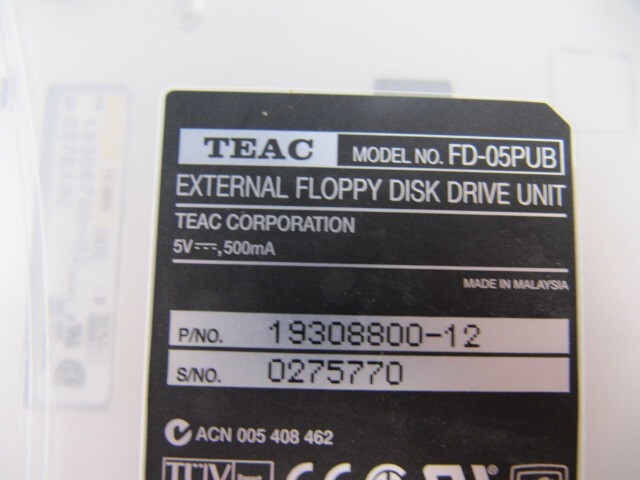 TEAC MODEL NO. FD-05PUB
EXTERNAL FLOPPY DISK DRIVE UNIT
TEAC CORPORATION
5V⎓, 500mA
MADE IN MALAYSIA
P/NO. 19308800-12
S/NO. 0275770
ACN 005 408 462
TÜV